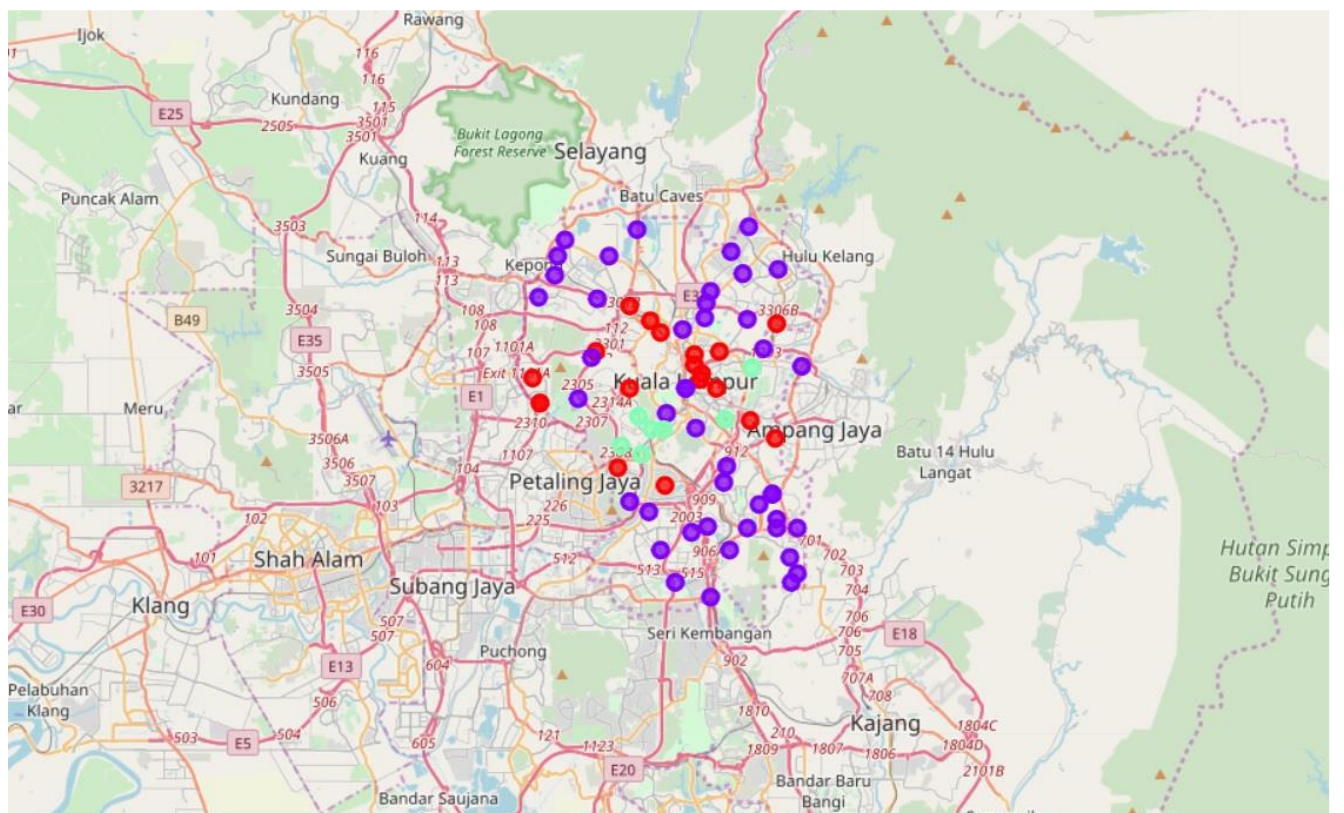 Rawang
Ijok
116
116
Kundang
E25
115
3501
2505
3501
Bukit Lagong
Forest Reserve
Selayang
Kuang
Puncak Alam
Batu Caves
114
3503
Sungai Buloh
Hulu Kelang
113
113
Kepong
3504
108
3306B
B49
108
112
E35
107
1101A
2301
Exit
Kuala Lumpur
2305
E1
Meru
2314A
2310
2307
3506A
Ampang Jaya
3506
1107
912
Batu 14 Hulu
Langat
3217
3507
104
Petaling Jaya
103
226
909
102
225
2003
701
101
Shah Alam
512
702
Hutan Simp
Bukit Sung
Putih
906
513
515
703
Subang Jaya
704
E30
Klang
507
706
507
Seri Kembangan
706
E18
E13
604
Puchong
902
705
707A
506
708
Pelabuhan
Klang
1810
Kajang
503
E5
504
605
121
210
1804C
1123
1809
1807
1806
1804D
E20
2101B
Bandar Baru
Bangi
Bandar Saujana